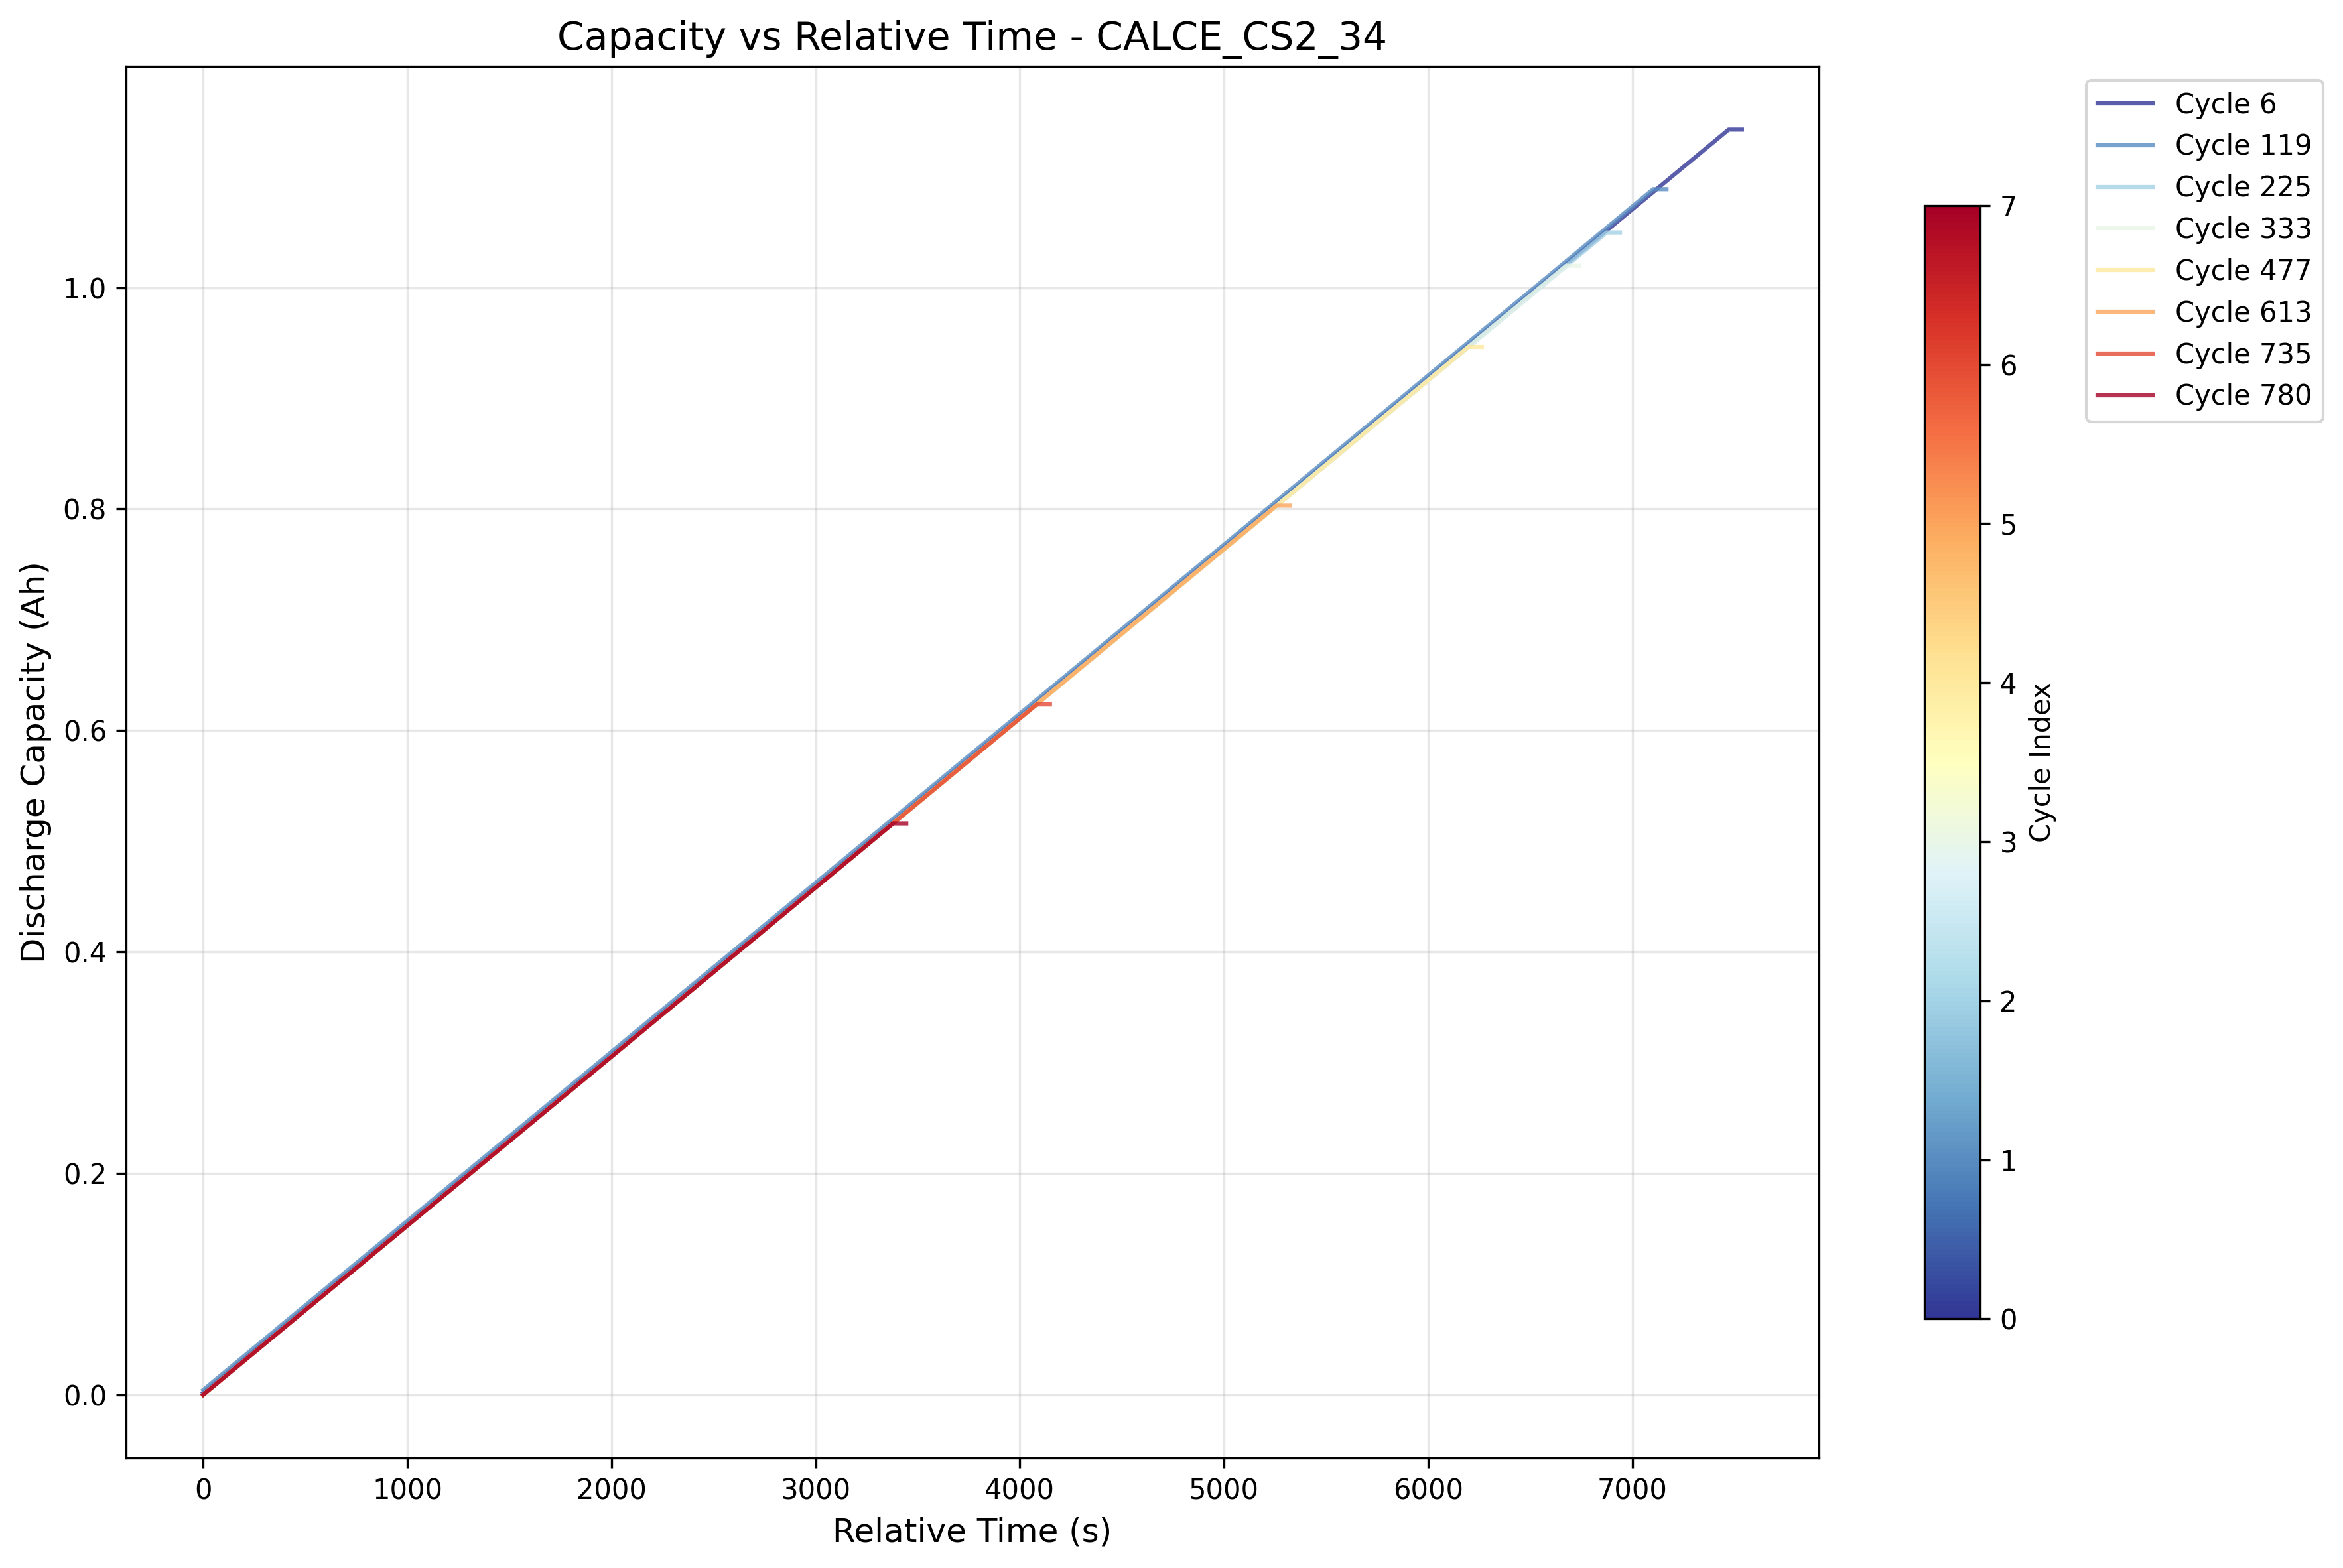 Capacity vs Relative Time - CALCE_CS2_34
Discharge Capacity (Ah)
1.0
0.8
0.6
0.4
0.2
0.0
0
1000
2000
3000
4000
5000
6000
7000
Relative Time (s)
7
6
5
4
3
2
1
0
Cycle Index
Cycle 6
Cycle 119
Cycle 225
Cycle 333
Cycle 477
Cycle 613
Cycle 735
Cycle 780